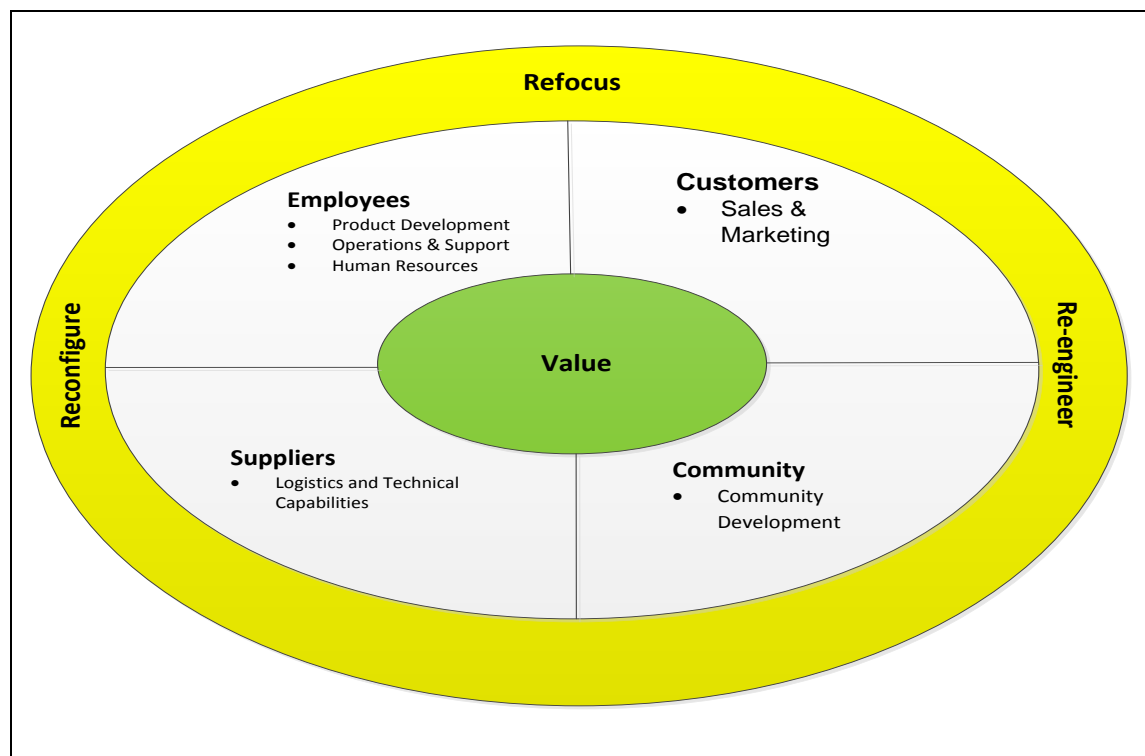 Refocus
Employees
• Product Development
• Operations & Support
• Human Resources
Customers
• Sales &
Marketing
Reconfigure
Value
Re-engineer
Suppliers
• Logistics and Technical
Capabilities
Community
• Community
Development